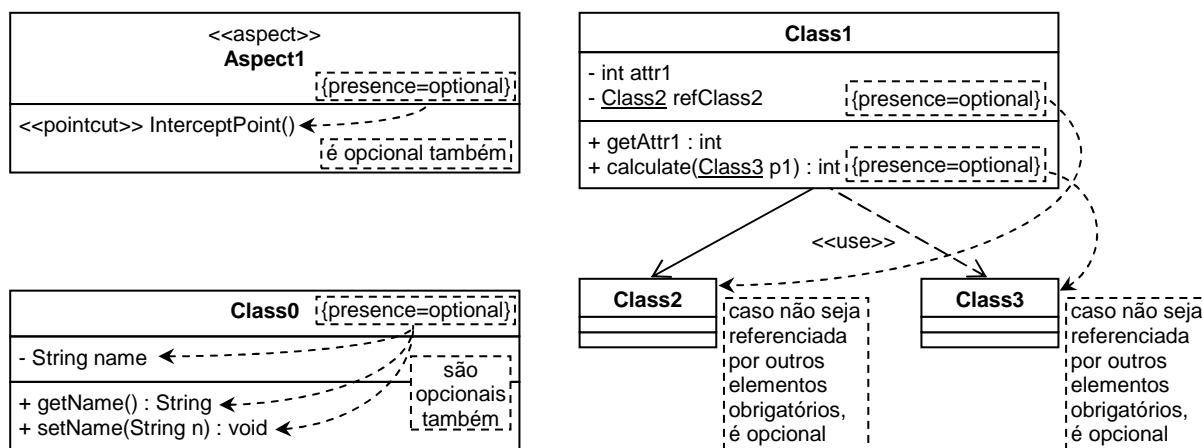 <<aspect>>
Aspect1
{presence=optional}
<<pointcut>> InterceptPoint()
é opcional também
Class1
- int attr1
- Class2 refClass2 {presence=optional}
+ getAttr1 : int
+ calculate(Class3 p1) : int {presence=optional}
<<use>>
Class2
caso não seja
referenciada
por outros
elementos
obrigatórios,
é opcional
Class3
caso não seja
referenciada
por outros
elementos
obrigatórios,
é opcional
Class0 {presence=optional}
- String name
são
opcionais
também
+ getName() : String
+ setName(String n) : void